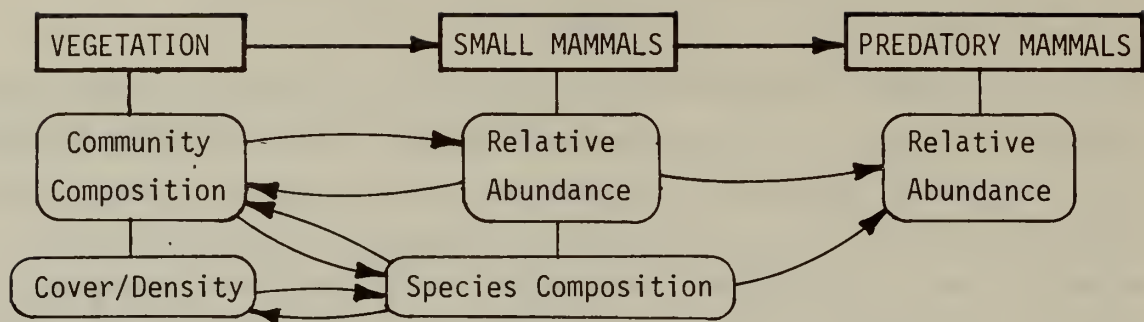 VEGETATION
SMALL MAMMALS
PREDATORY MAMMALS
Community
Composition
Relative
Abundance
Relative
Abundance
Cover/Density
Species Composition